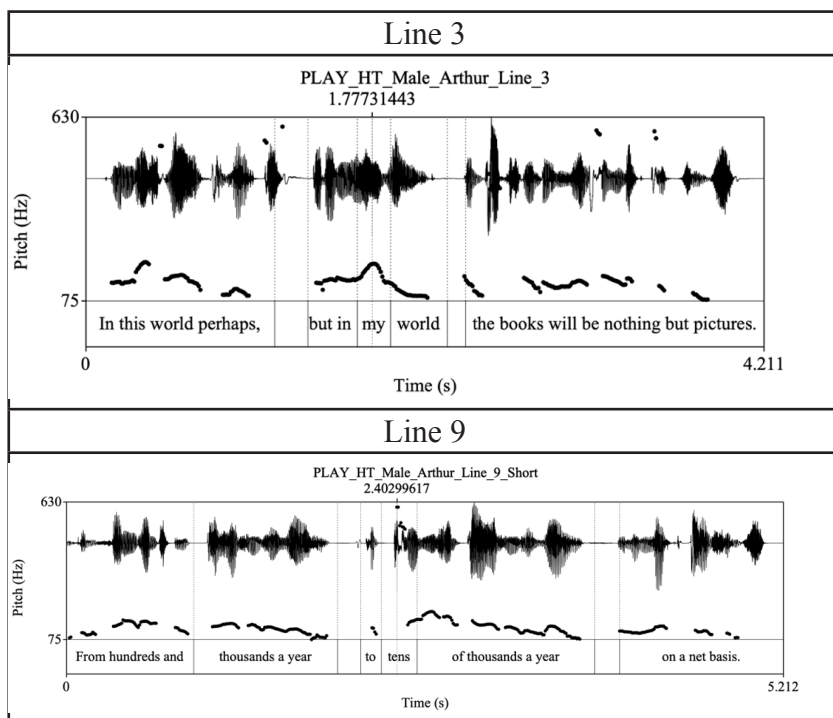 Line 3
PLAY_HT_Male_Arthur_Line_3
1.77731443
630
Pitch (Hz)
75
In this world perhaps, but in my world the books will be nothing but pictures.
0 4.211
Time (s)
Line 9
PLAY_HT_Male_Arthur_Line_9_Short
2.40299617
630
Pitch (Hz)
75
From hundreds and thousands a year to tens of thousands a year on a net basis.
0 5.212
Time (s)